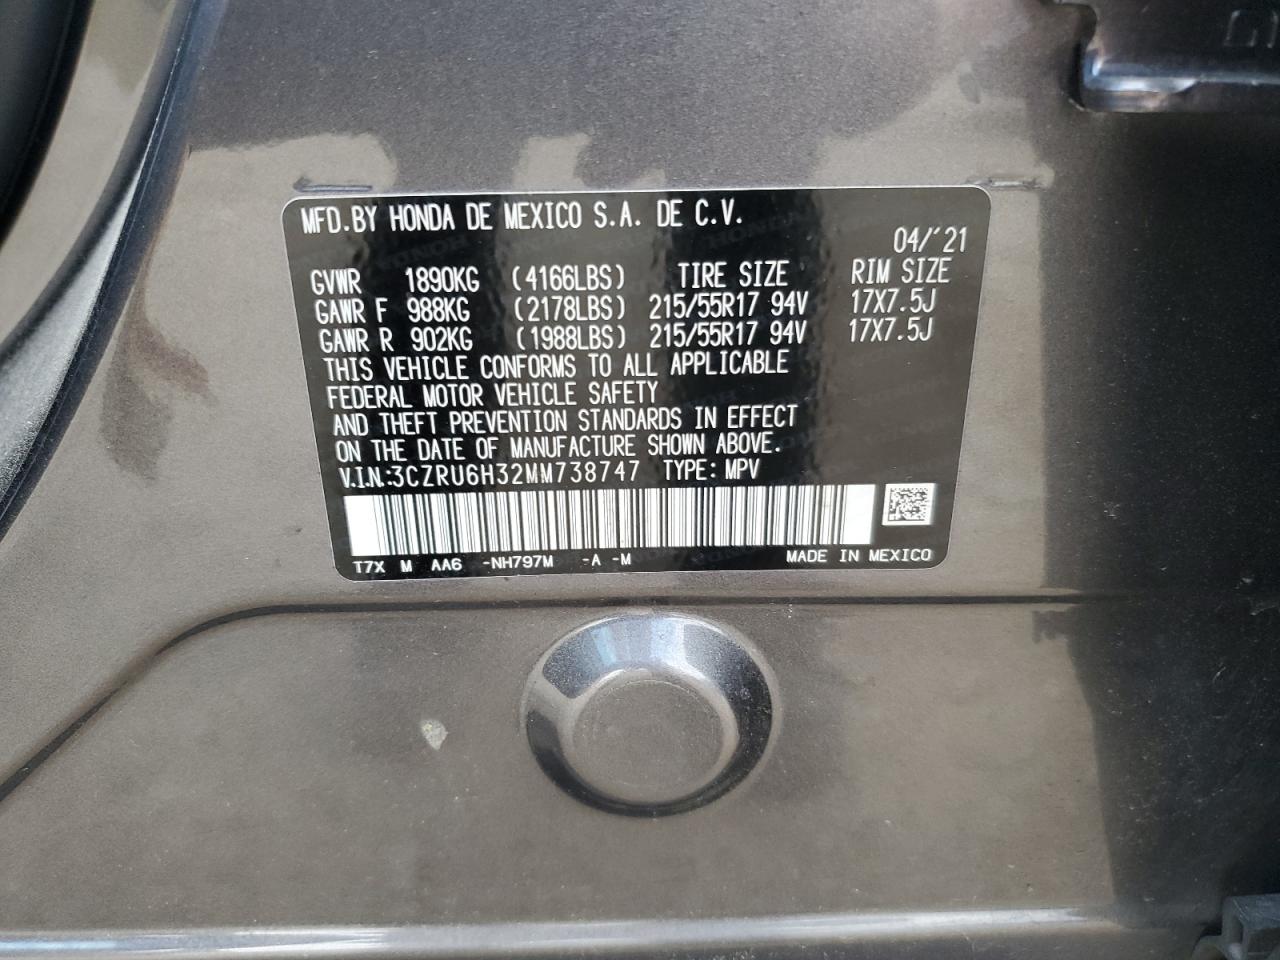 MFD.BY HONDA DE MEXICO S.A. DE C.V.
04/'21
GVWR 1890KG (4166LBS) TIRE SIZE RIM SIZE
GAWR F 988KG (2178LBS) 215/55R17 94V 17X7.5J
GAWR R 902KG (1988LBS) 215/55R17 94V 17X7.5J
THIS VEHICLE CONFORMS TO ALL APPLICABLE
FEDERAL MOTOR VEHICLE SAFETY
AND THEFT PREVENTION STANDARDS IN EFFECT
ON THE DATE OF MANUFACTURE SHOWN ABOVE.
V.I.N.:3CZRU6H32MM738747 TYPE: MPV
T7X M AA6 -NH797M -A -M MADE IN MEXICO